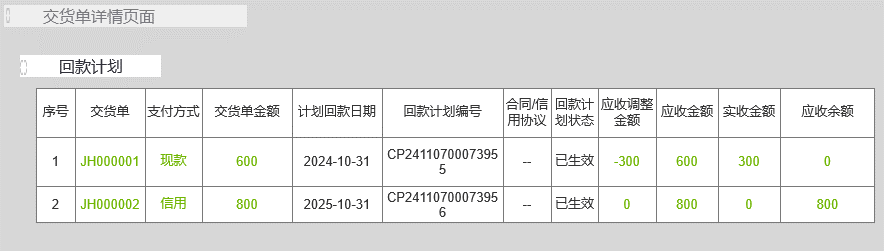 交货单详情页面
回款计划
序号 交货单 支付方式 交货单金额 计划回款日期 回款计划编号 合同/信用协议 回款计划状态 应收调整金额 应收金额 实收金额 应收余额
1 JH000001 现款 600 2024-10-31 CP24110700073955 -- 已生效 -300 600 300 0
2 JH000002 信用 800 2025-10-31 CP24110700073956 -- 已生效 0 800 0 800